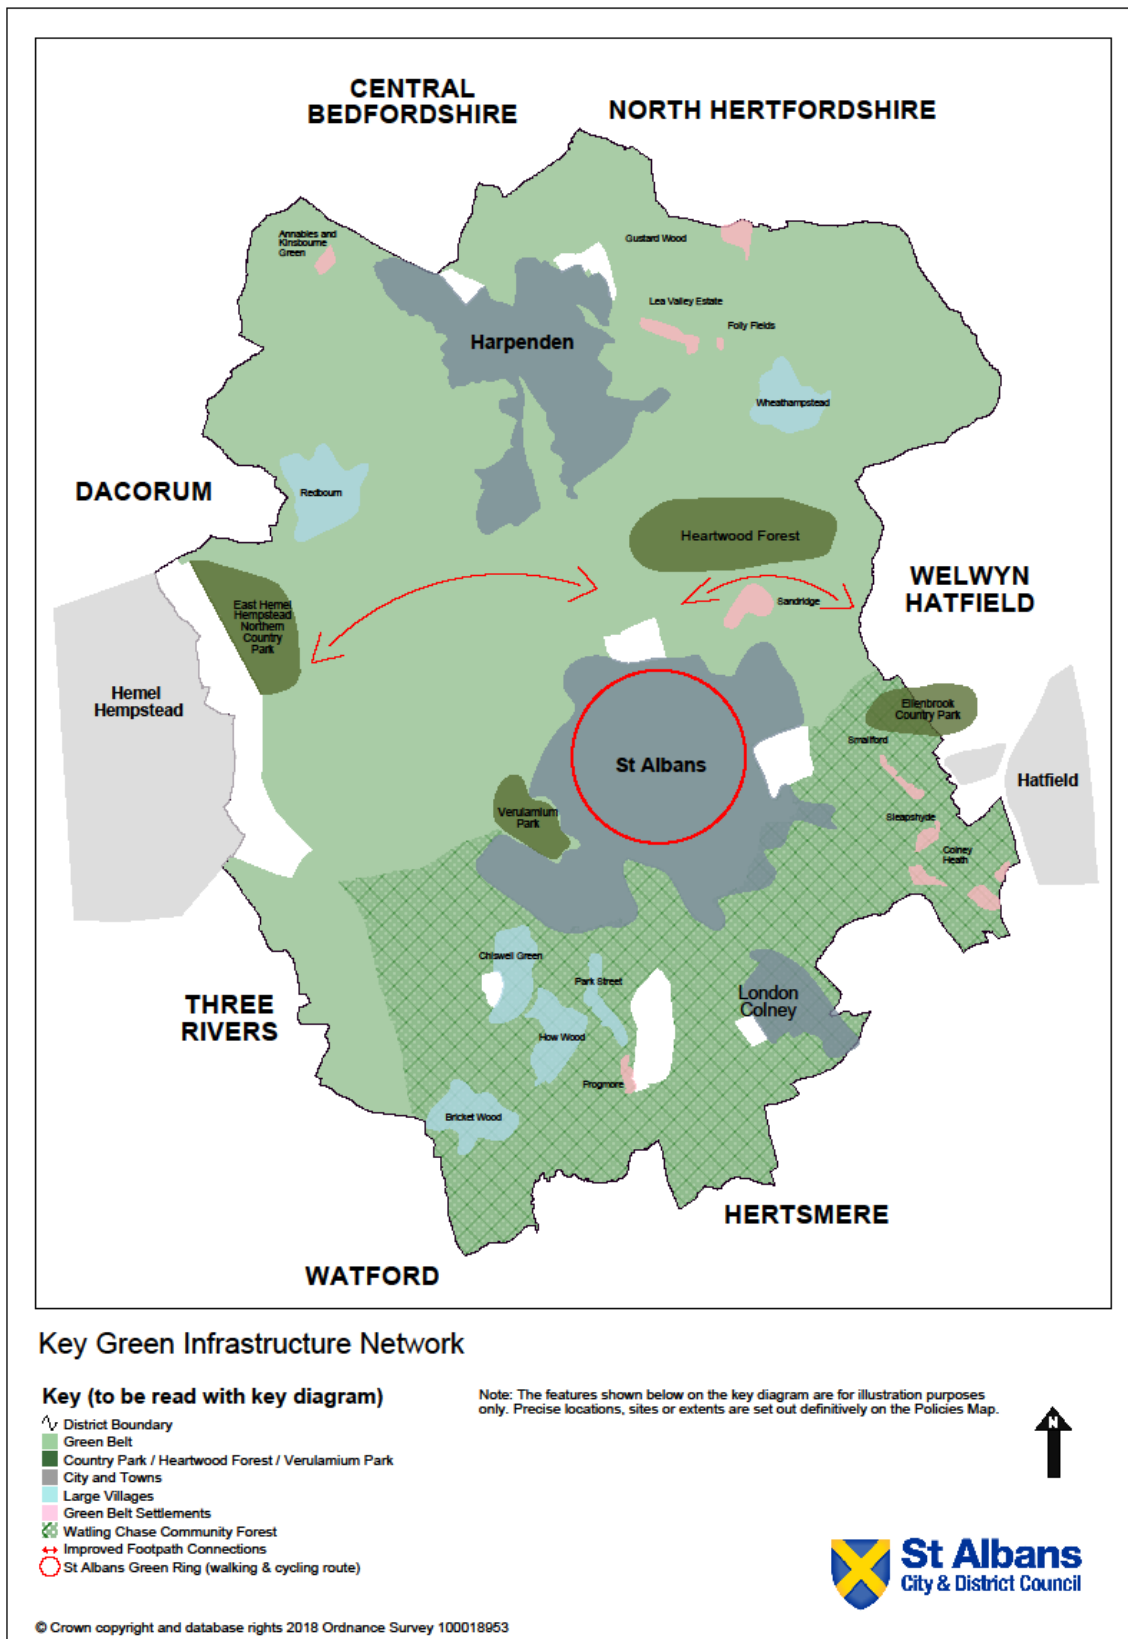 CENTRAL
BEDFORDSHIRE
NORTH HERTFORDSHIRE
Annables and
Kinsbourne
Green
Gustard Wood
Lea Valley Estate
Folly Fields
Harpenden
Wheathampstead
DACORUM
Redbourn
Heartwood Forest
WELWYN
HATFIELD
Sandridge
East Hemel
Hempstead
Northern
Country
Park
Hemel
Hempstead
Ellenbrook
Country Park
Smallford
St Albans
Hatfield
Verulamium
Park
Sleapshyde
Colney
Heath
Chiswell Green
Park Street
London
Colney
THREE
RIVERS
How Wood
Frogmore
Bricket Wood
HERTSMERE
WATFORD
Key Green Infrastructure Network
Key (to be read with key diagram)
District Boundary
Green Belt
Country Park / Heartwood Forest / Verulamium Park
City and Towns
Large Villages
Green Belt Settlements
Watling Chase Community Forest
Improved Footpath Connections
St Albans Green Ring (walking & cycling route)
Note: The features shown below on the key diagram are for illustration purposes
only. Precise locations, sites or extents are set out definitively on the Policies Map.
N
St Albans
City & District Council
© Crown copyright and database rights 2018 Ordnance Survey 100018953